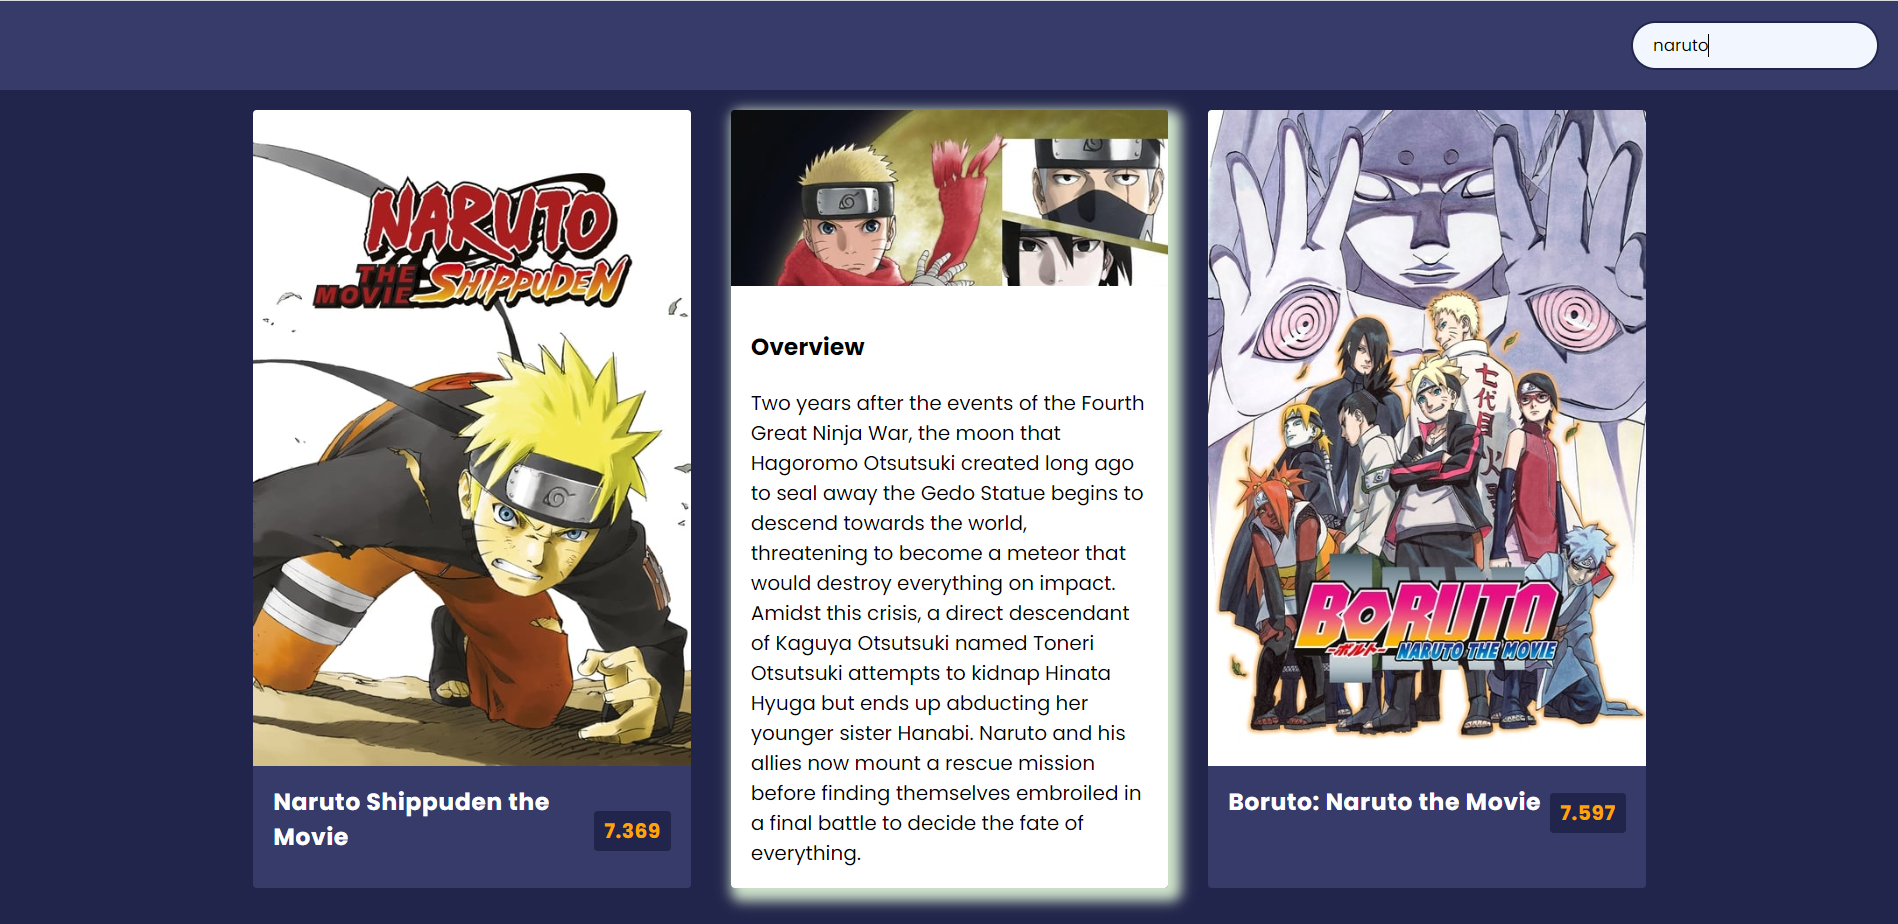 naruto
NARUTO
THE
MOVIE SHIPPUDEN
Naruto Shippuden the
Movie
7.369
Overview
Two years after the events of the Fourth
Great Ninja War, the moon that
Hagoromo Otsutsuki created long ago
to seal away the Gedo Statue begins to
descend towards the world,
threatening to become a meteor that
would destroy everything on impact.
Amidst this crisis, a direct descendant
of Kaguya Otsutsuki named Toneri
Otsutsuki attempts to kidnap Hinata
Hyuga but ends up abducting her
younger sister Hanabi. Naruto and his
allies now mount a rescue mission
before finding themselves embroiled in
a final battle to decide the fate of
everything.
七代目火
BORUTO
-ボルト- NARUTO THE MOVIE
Boruto: Naruto the Movie
7.597